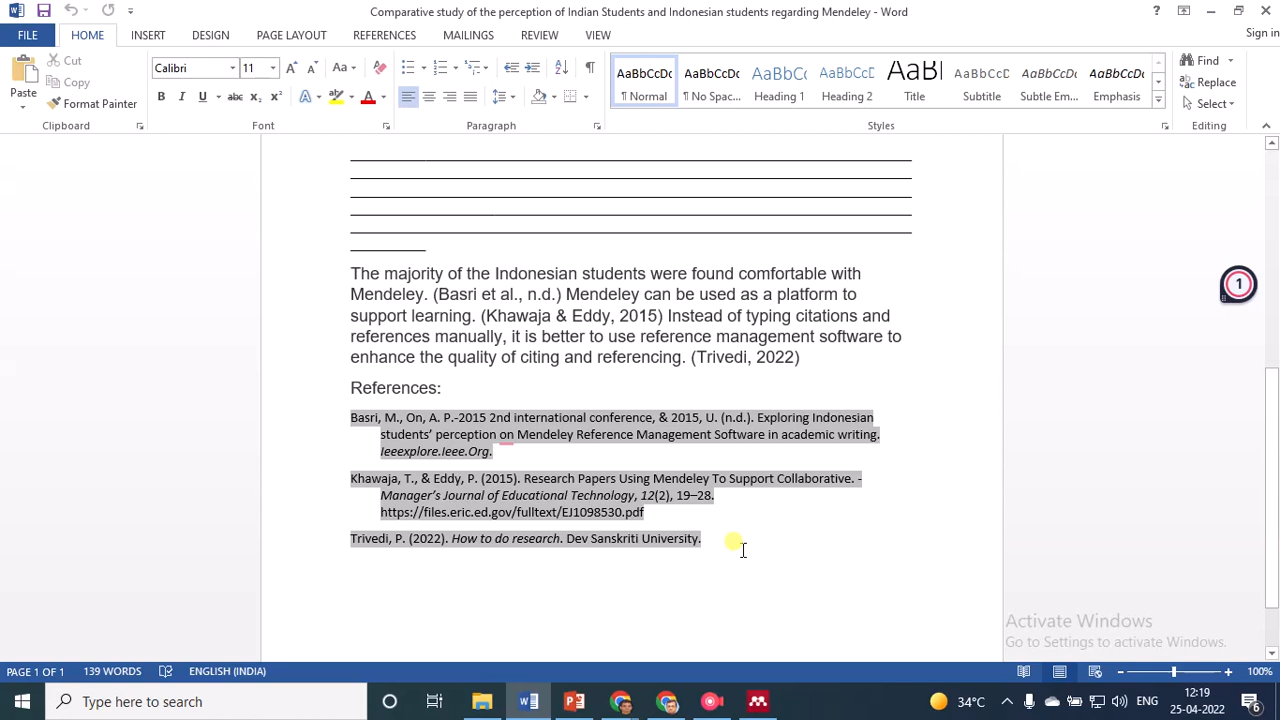 Comparative study of the perception of Indian Students and Indonesian students regarding Mendeley - Word
?
Sign in
FILE
HOME
INSERT
DESIGN
PAGE LAYOUT
REFERENCES
MAILINGS
REVIEW
VIEW
Cut
Copy
Format Painter
Paste
Clipboard
Calibri
11
Font
Paragraph
AaBbCcDc
¶ Normal
AaBbCcDc
¶ No Spac...
AaBbCc
Heading 1
AaBbCcC
Heading 2
AaBl
Title
AaBbCcC
Subtitle
AaBbCcDc
Subtle Em...
AaBbCcDc
Emphasis
Styles
Find
Replace
Select
Editing
The majority of the Indonesian students were found comfortable with
Mendeley. (Basri et al., n.d.) Mendeley can be used as a platform to
support learning. (Khawaja & Eddy, 2015) Instead of typing citations and
references manually, it is better to use reference management software to
enhance the quality of citing and referencing. (Trivedi, 2022)
References:
Basri, M., On, A. P.-2015 2nd international conference, & 2015, U. (n.d.). Exploring Indonesian
students’ perception on Mendeley Reference Management Software in academic writing.
Ieeexplore.Ieee.Org.
Khawaja, T., & Eddy, P. (2015). Research Papers Using Mendeley To Support Collaborative. -
Manager’s Journal of Educational Technology, 12(2), 19–28.
https://files.eric.ed.gov/fulltext/EJ1098530.pdf
Trivedi, P. (2022). How to do research. Dev Sanskriti University.
1
Activate Windows
Go to Settings to activate Windows.
PAGE 1 OF 1
139 WORDS
ENGLISH (INDIA)
100%
Type here to search
34°C
ENG
12:19
25-04-2022
6